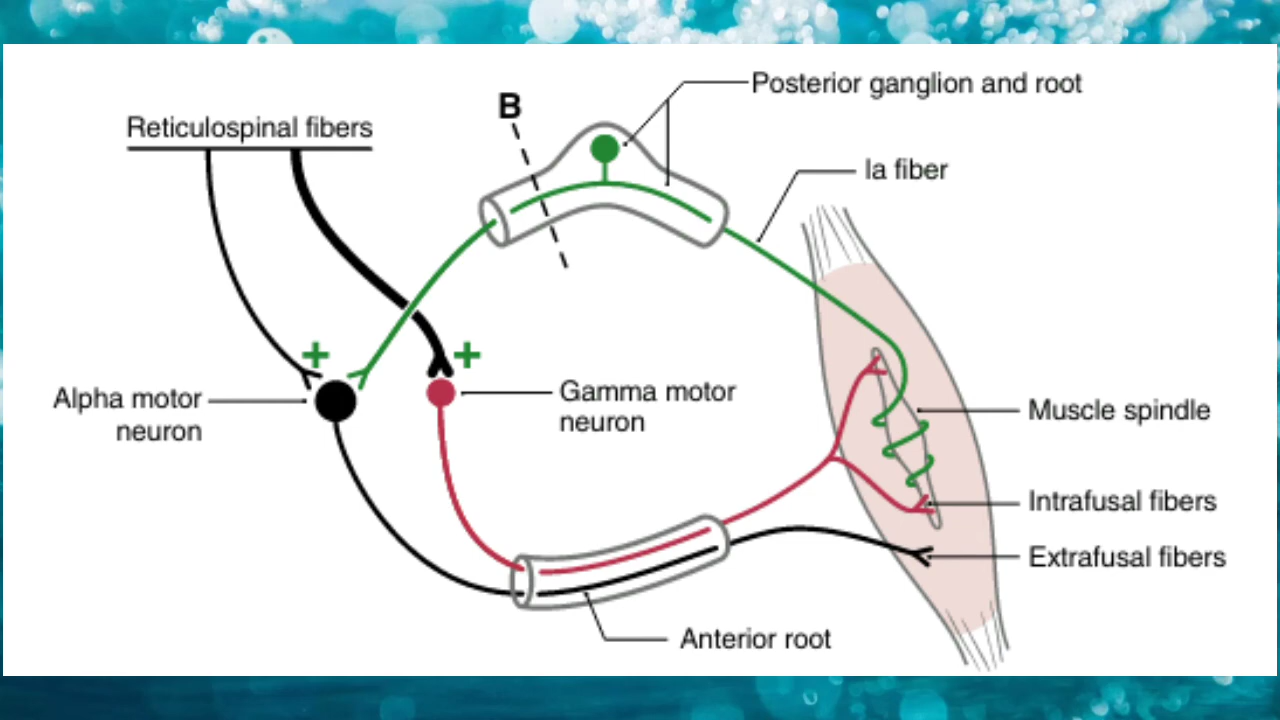 Posterior ganglion and root
B
Reticulospinal fibers
Ia fiber
+
+
Alpha motor
neuron
Gamma motor
neuron
Muscle spindle
Intrafusal fibers
Extrafusal fibers
Anterior root